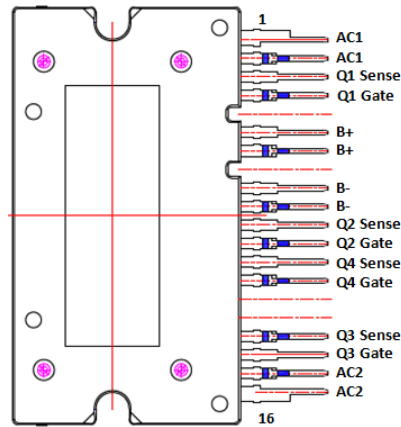 1
AC1
AC1
Q1 Sense
Q1 Gate
B+
B+
B-
B-
Q2 Sense
Q2 Gate
Q4 Sense
Q4 Gate
Q3 Sense
Q3 Gate
AC2
AC2
16